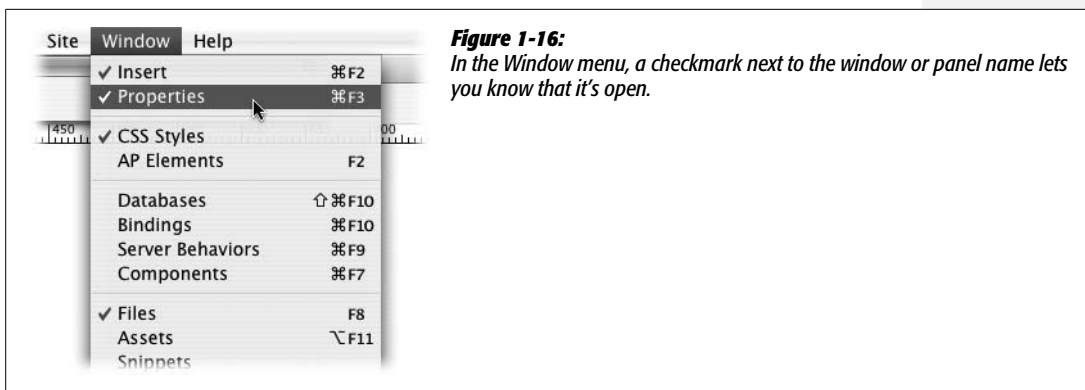 Site Window Help
✓ Insert ⌘F2
✓ Properties ⌘F3
450
00
✓ CSS Styles
AP Elements F2
Databases ⇧⌘F10
Bindings ⌘F10
Server Behaviors ⌘F9
Components ⌘F7
✓ Files F8
Assets ⌥F11
Snippets
Figure 1-16:
In the Window menu, a checkmark next to the window or panel name lets
you know that it's open.